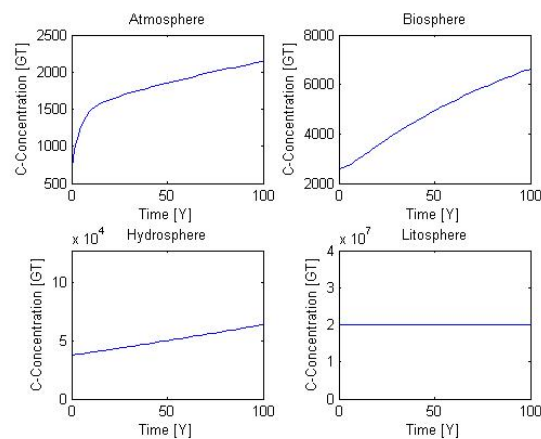 Atmosphere
2500
2000
1500
1000
500
C-Concentration [GT]
0 50 100
Time [Y]
Biosphere
8000
6000
4000
2000
C-Concentration [GT]
0 50 100
Time [Y]
Hydrosphere
x 10^4
10
5
0
C-Concentration [GT]
0 50 100
Time [Y]
Litosphere
x 10^7
4
3
2
1
0
C-Concentration [GT]
0 50 100
Time [Y]